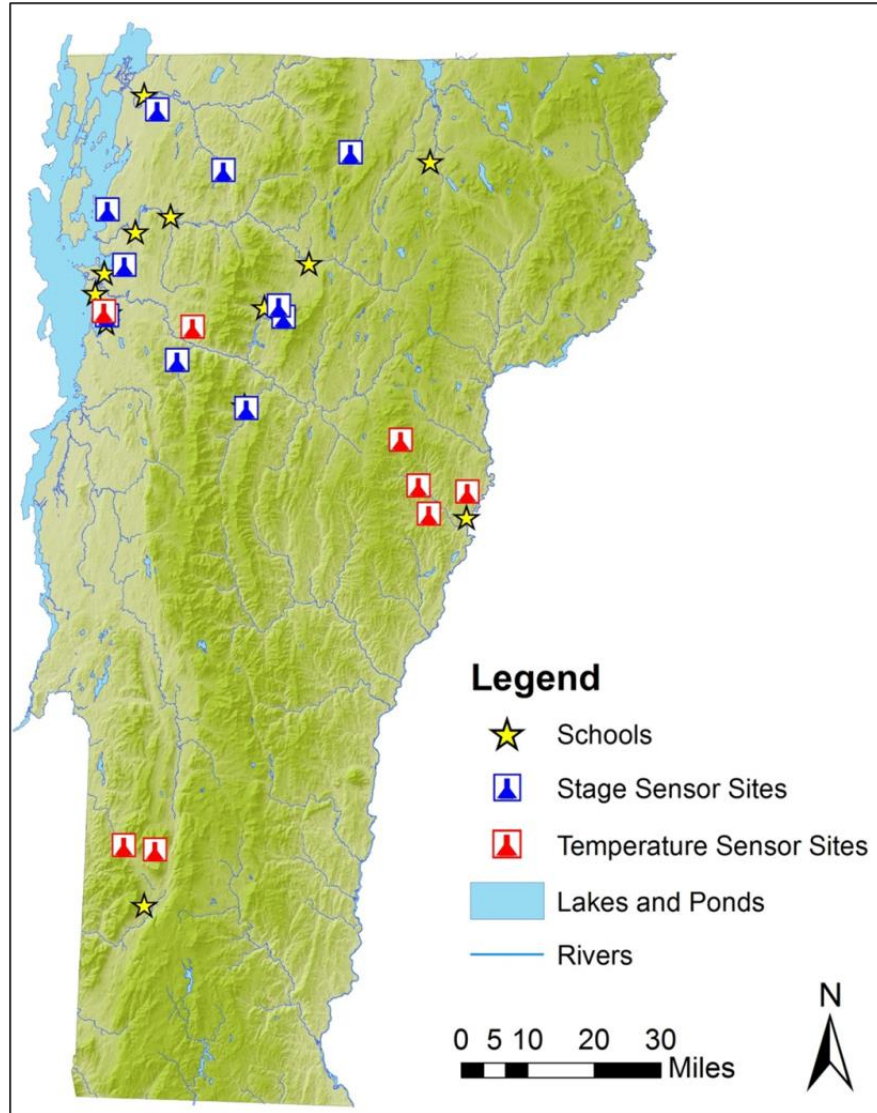 Legend
Schools
Stage Sensor Sites
Temperature Sensor Sites
Lakes and Ponds
Rivers
N
0 5 10 20 30
Miles